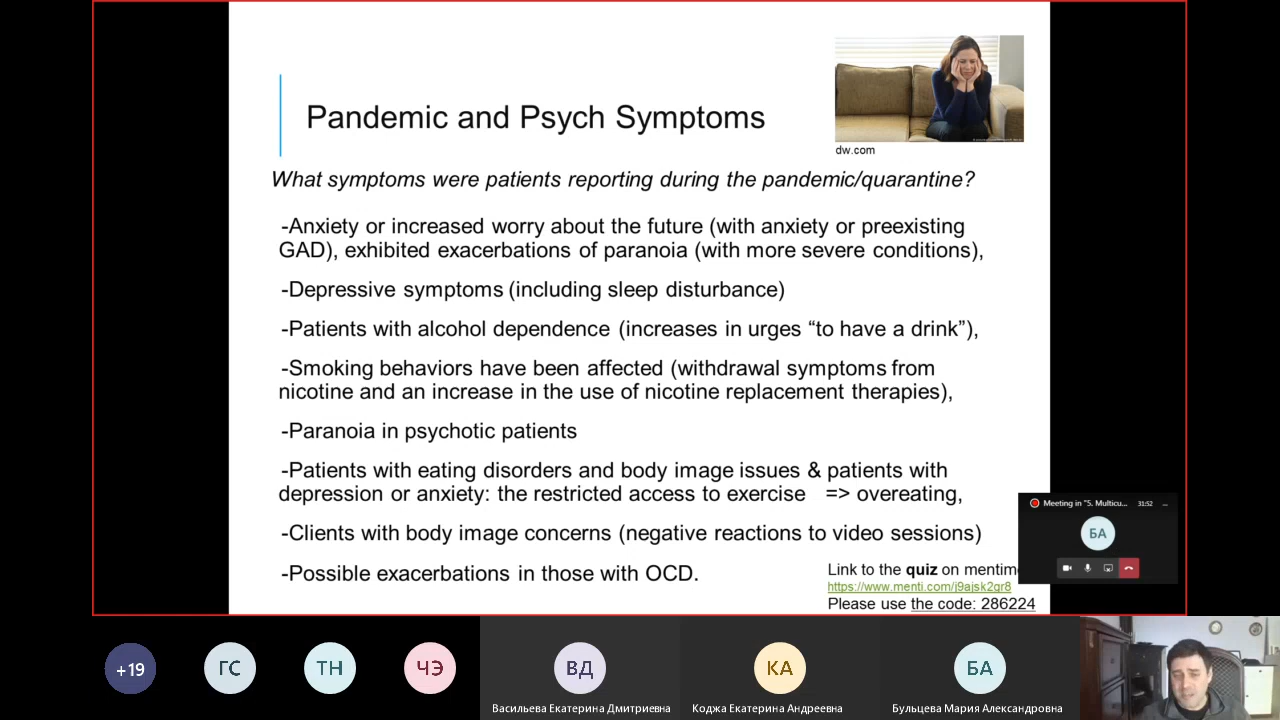 dw.com
Pandemic and Psych Symptoms
What symptoms were patients reporting during the pandemic/quarantine?
-Anxiety or increased worry about the future (with anxiety or preexisting
GAD), exhibited exacerbations of paranoia (with more severe conditions),
-Depressive symptoms (including sleep disturbance)
-Patients with alcohol dependence (increases in urges “to have a drink”),
-Smoking behaviors have been affected (withdrawal symptoms from
nicotine and an increase in the use of nicotine replacement therapies),
-Paranoia in psychotic patients
-Patients with eating disorders and body image issues & patients with
depression or anxiety: the restricted access to exercise => overeating,
-Clients with body image concerns (negative reactions to video sessions)
-Possible exacerbations in those with OCD.
Link to the quiz on mentim
https://www.menti.com/j9ajsk2gr8
Please use the code: 286224
Meeting in "5. Multicu... 31:52 ...
БА
+19
ГС
ТН
ЧЭ
ВД
КА
БА
Васильева Екатерина Дмитриевна
Коджа Екатерина Андреевна
Бульцева Мария Александровна